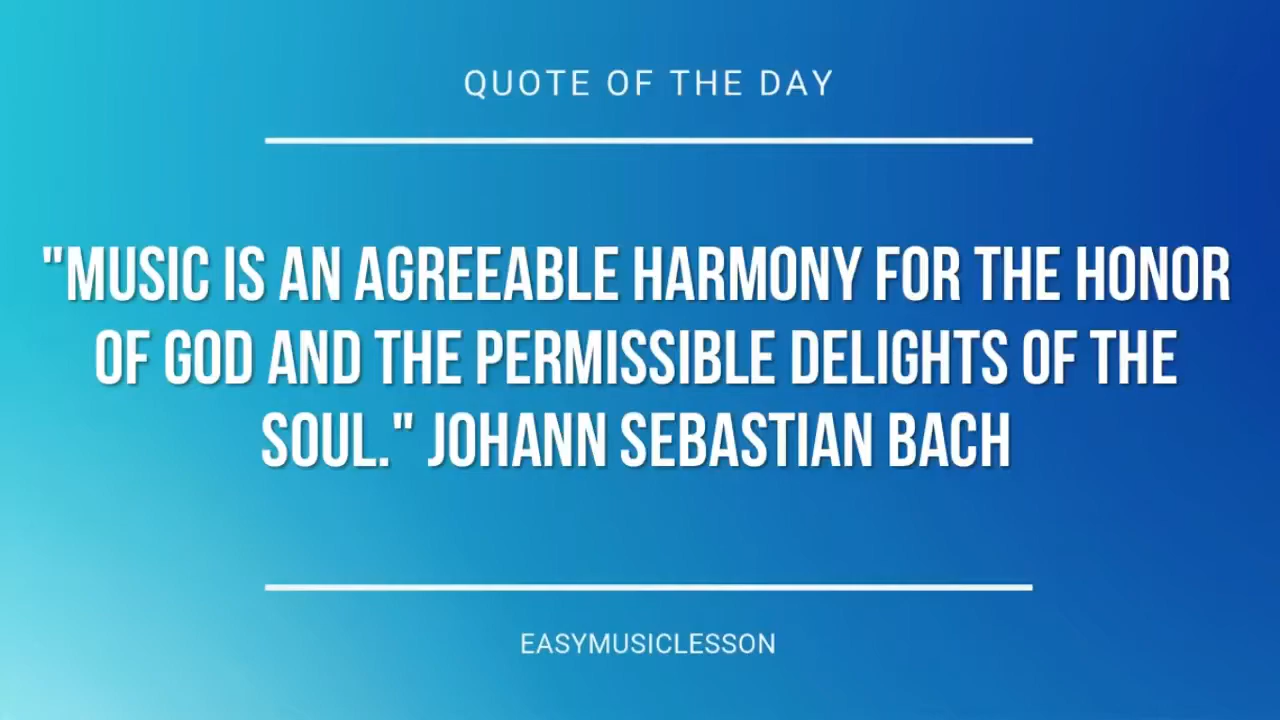 QUOTE OF THE DAY
"MUSIC IS AN AGREEABLE HARMONY FOR THE HONOR
OF GOD AND THE PERMISSIBLE DELIGHTS OF THE
SOUL." JOHANN SEBASTIAN BACH
EASYMUSICLESSON